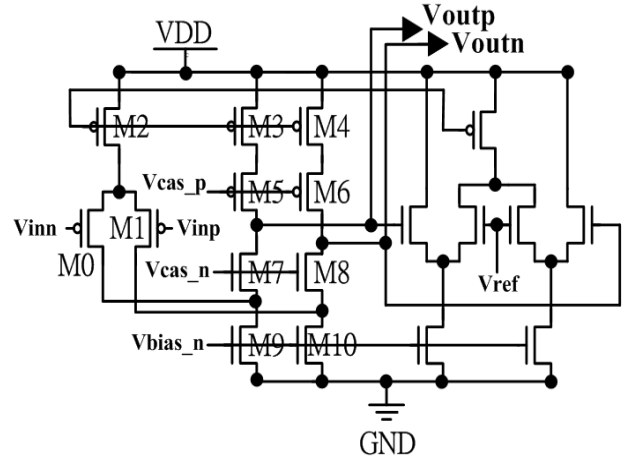 Voutp
VDD
Voutn
M2
M3
M4
Vcas_p
M5
M6
Vinn
M1
Vinp
M0
Vcas_n
M7
M8
Vref
Vbias_n
M9
M10
GND